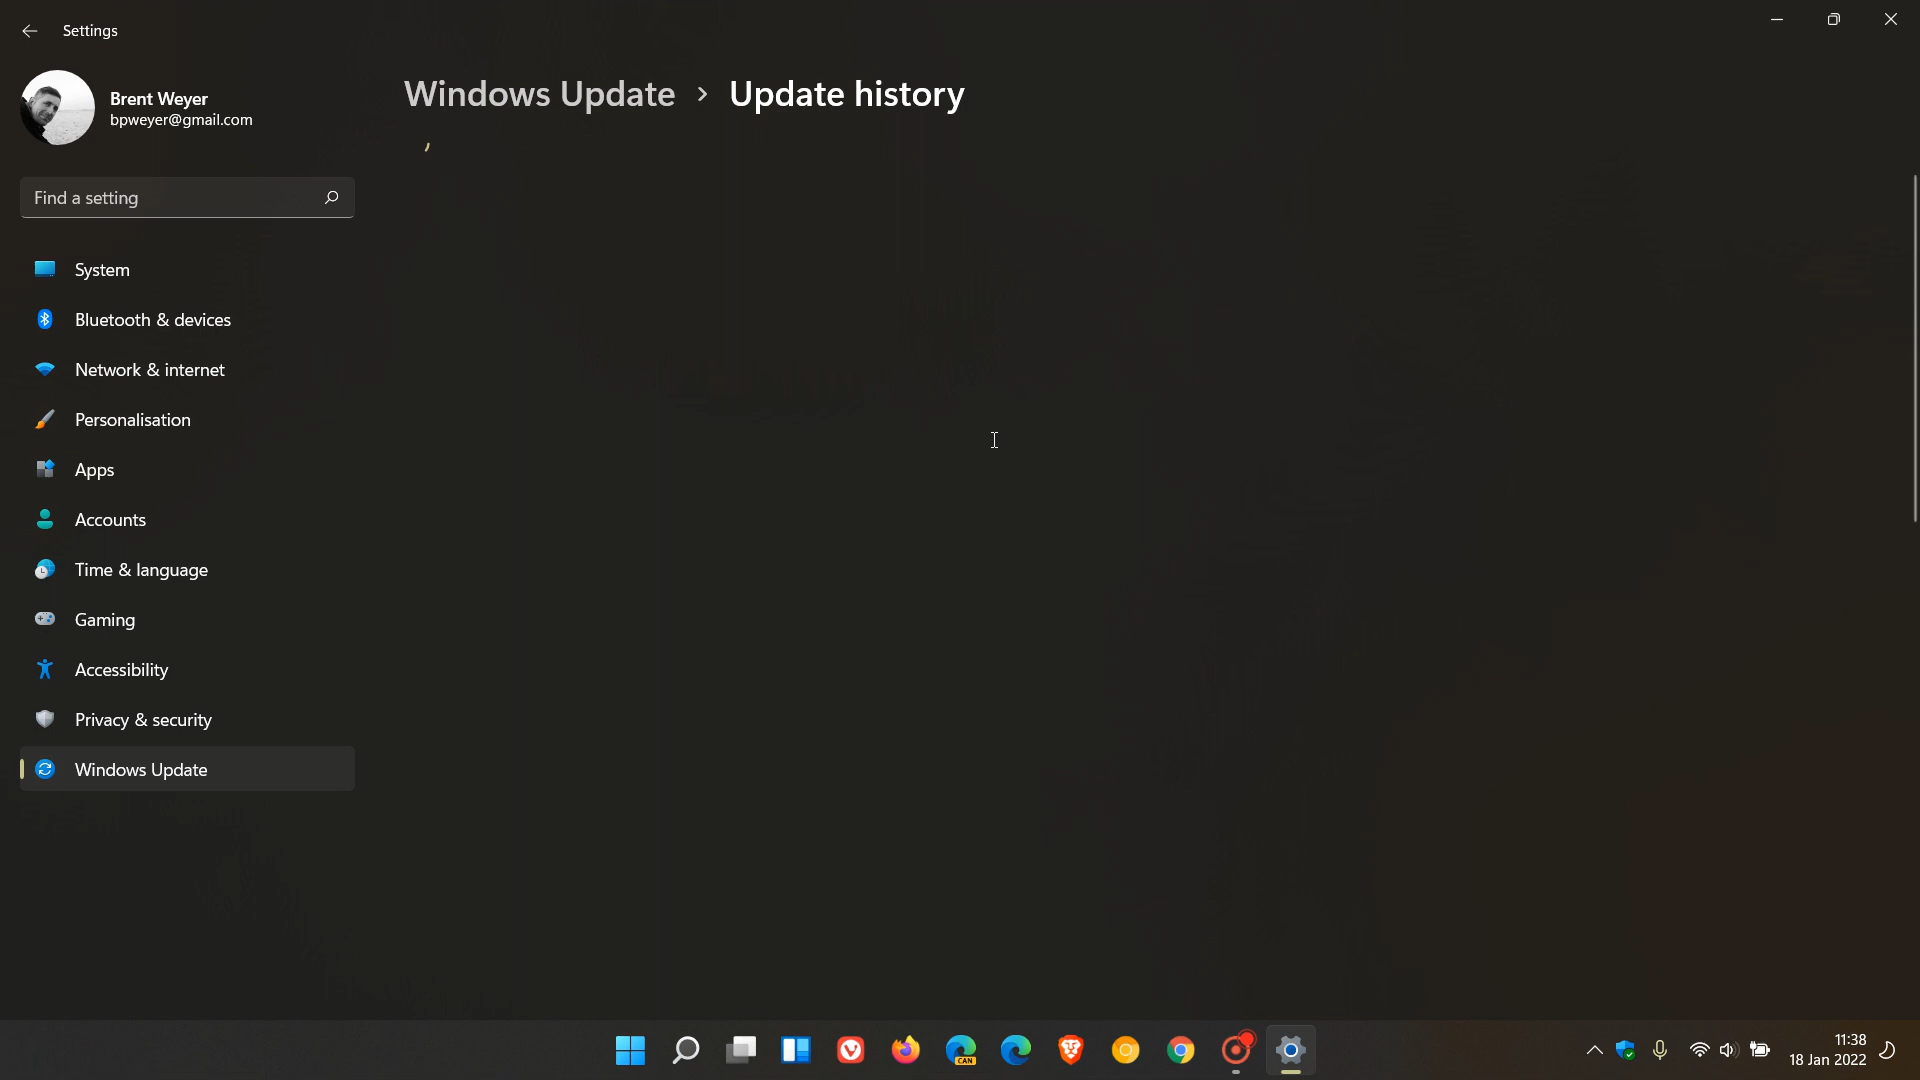 Settings
Brent Weyer
bpweyer@gmail.com
Windows Update > Update history
Find a setting
System
Bluetooth & devices
Network & internet
Personalisation
Apps
Accounts
Time & language
Gaming
Accessibility
Privacy & security
Windows Update
CAN
11:38
18 Jan 2022